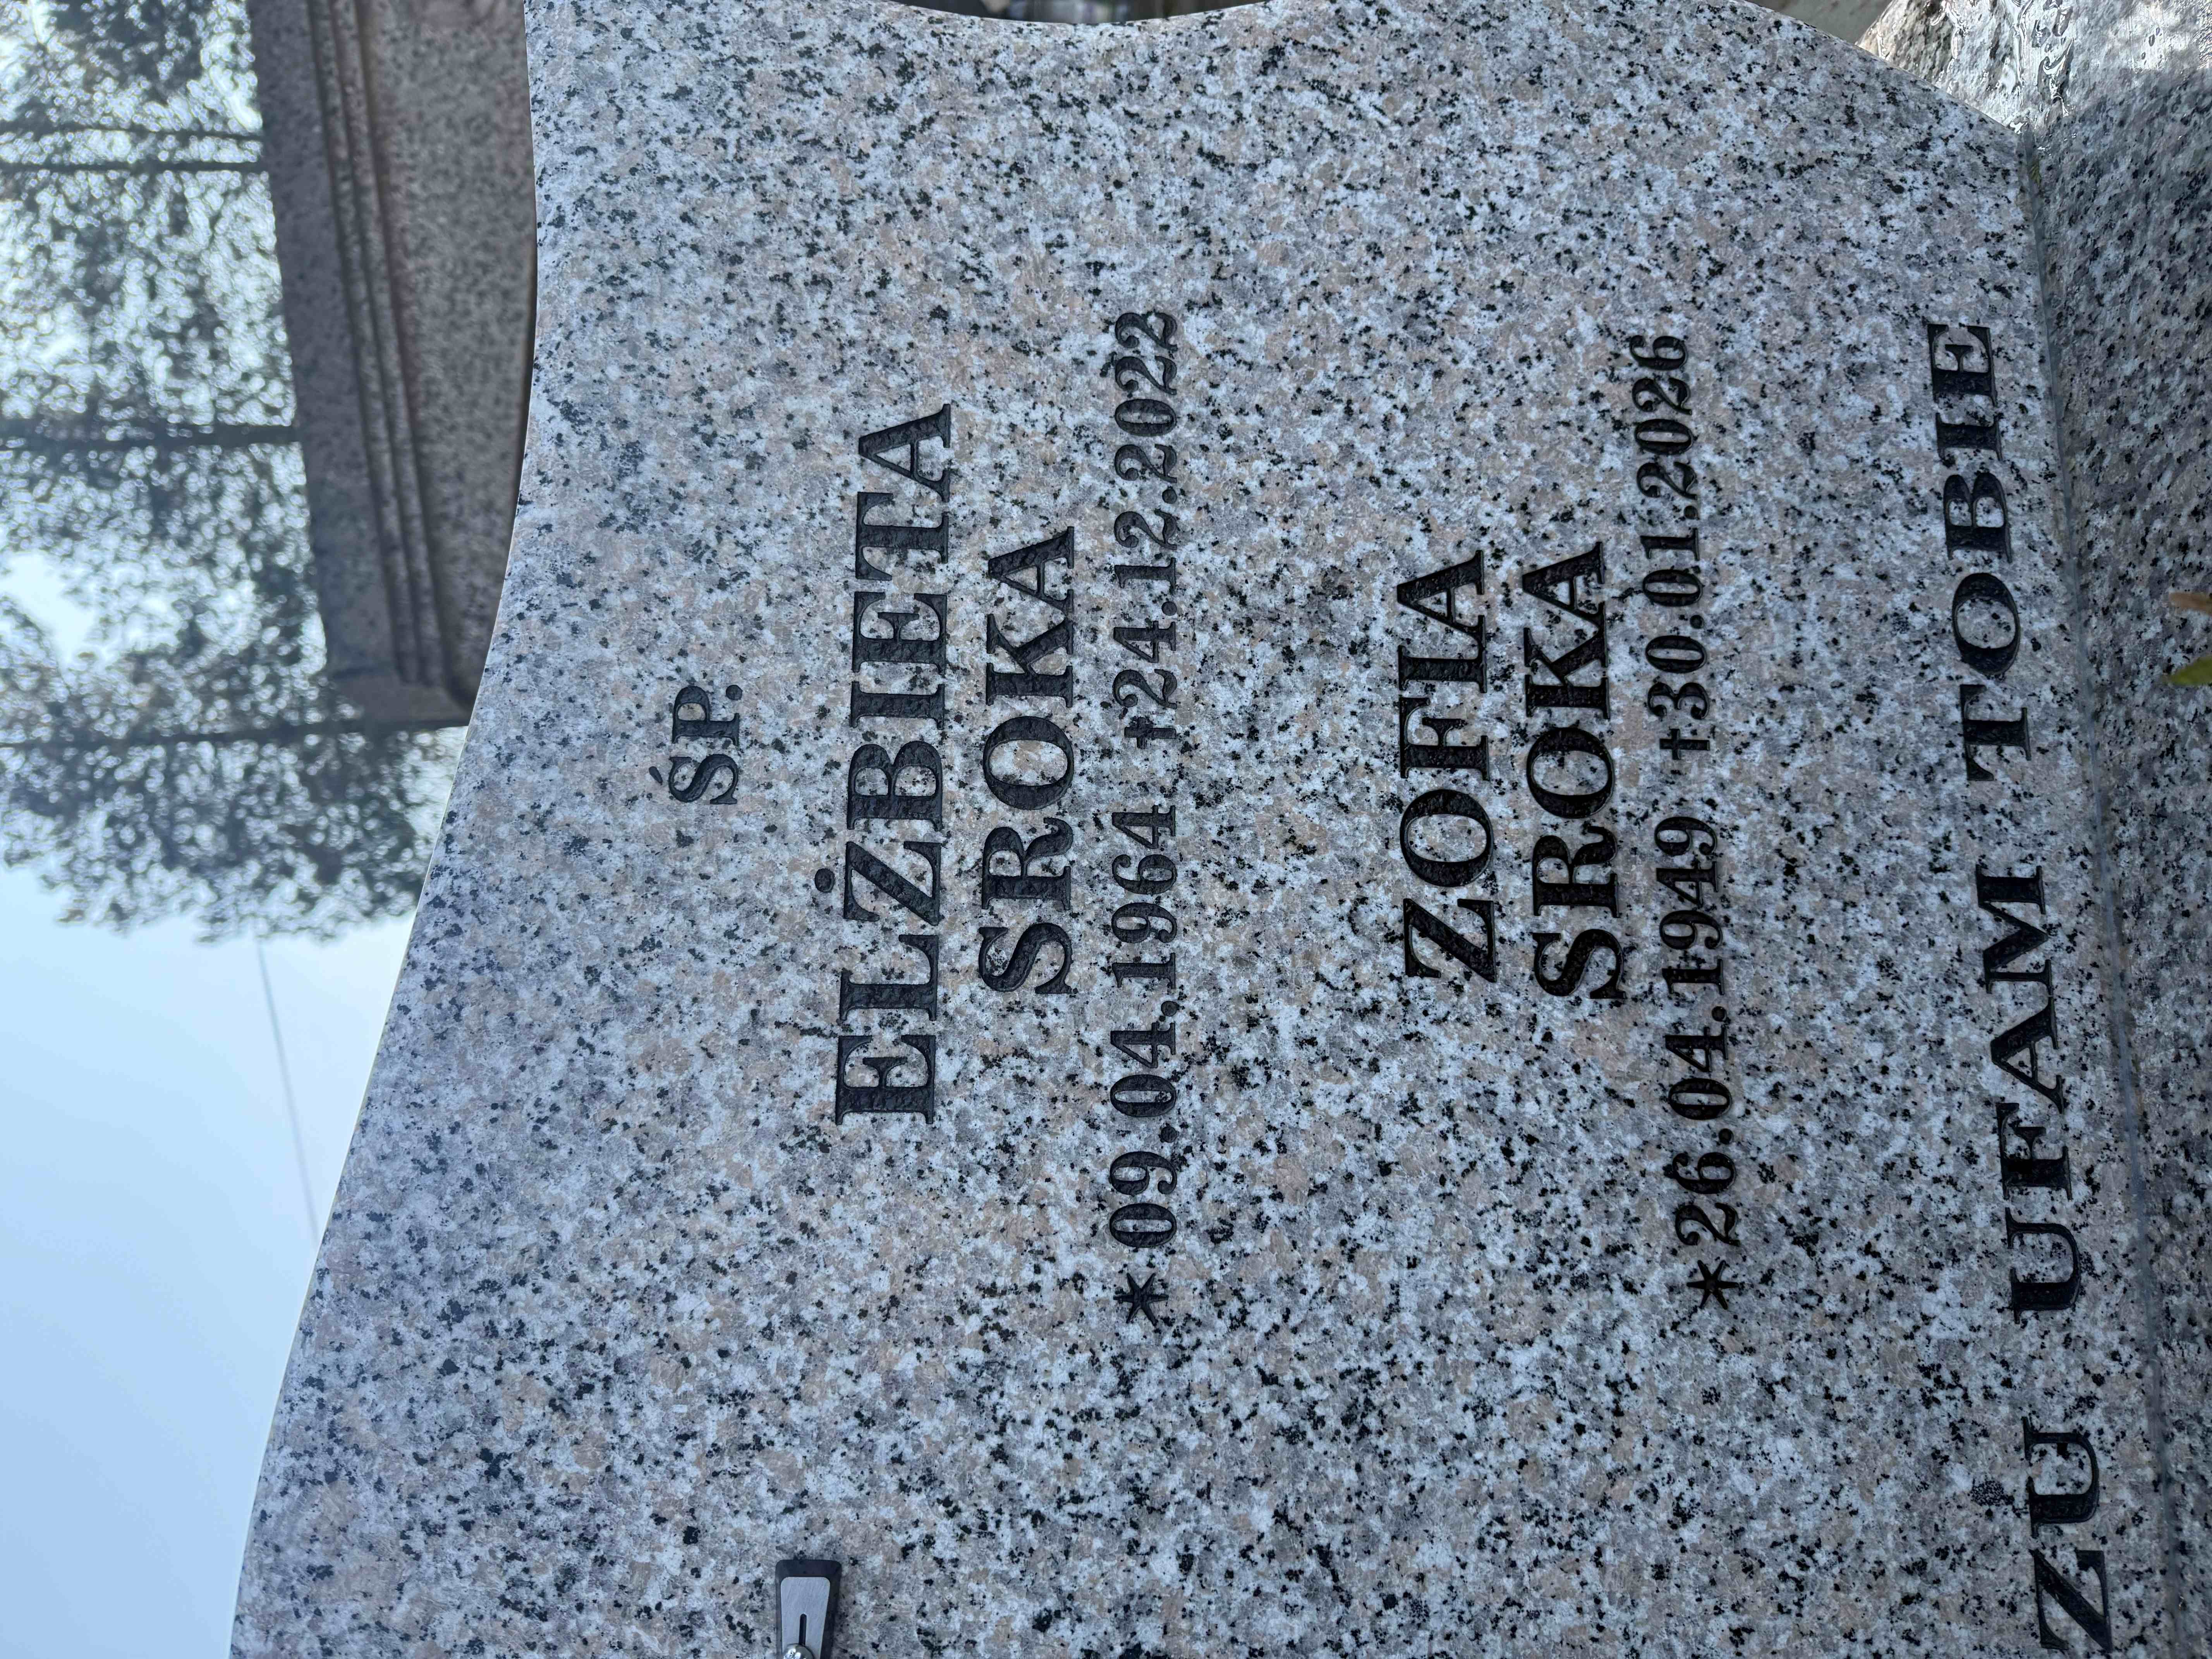 ŚP.
ELŻBIETA
SROKA
*09.04.1964 †24.12.2022
ZOFIA
SROKA
*26.04.1949 †30.01.2026
ZU UFAM TOBIE